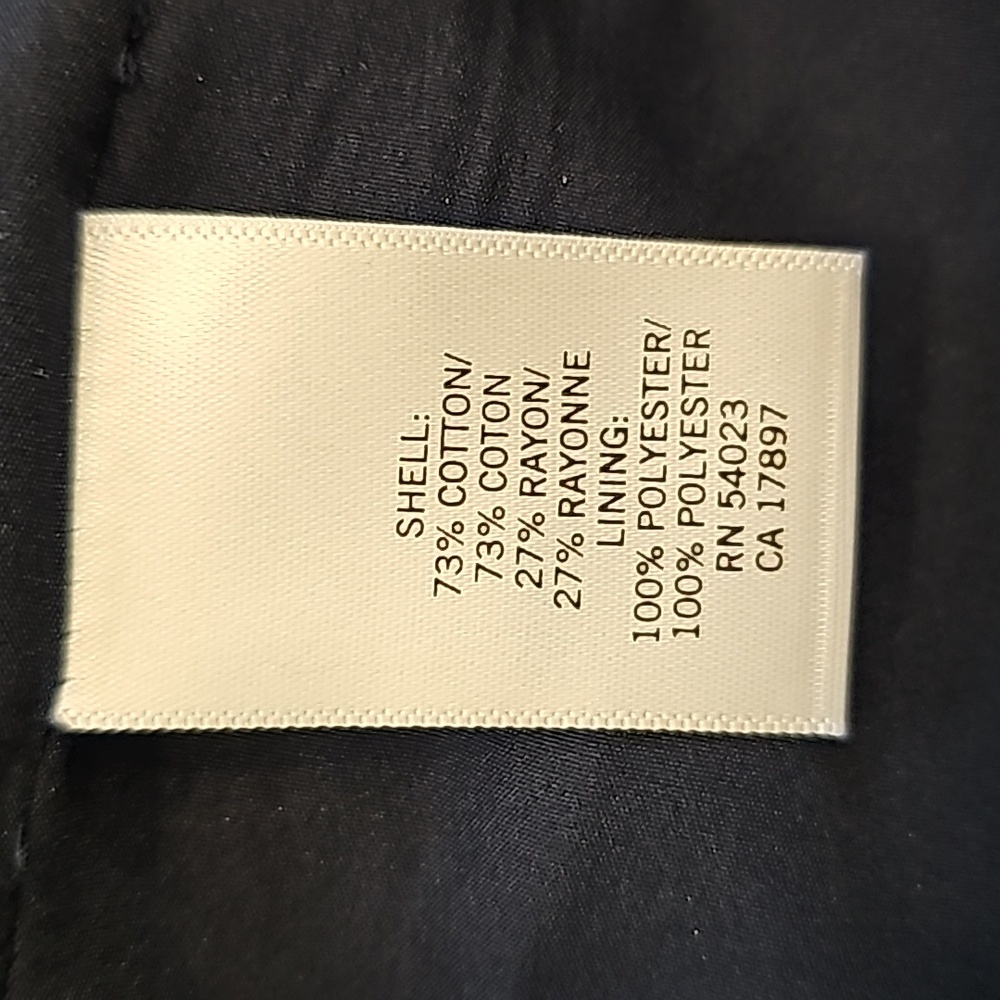 SHELL:
73% COTTON/
73% COTON
27% RAYON/
27% RAYONNE
LINING:
100% POLYESTER/
100% POLYESTER
RN 54023
CA 17897